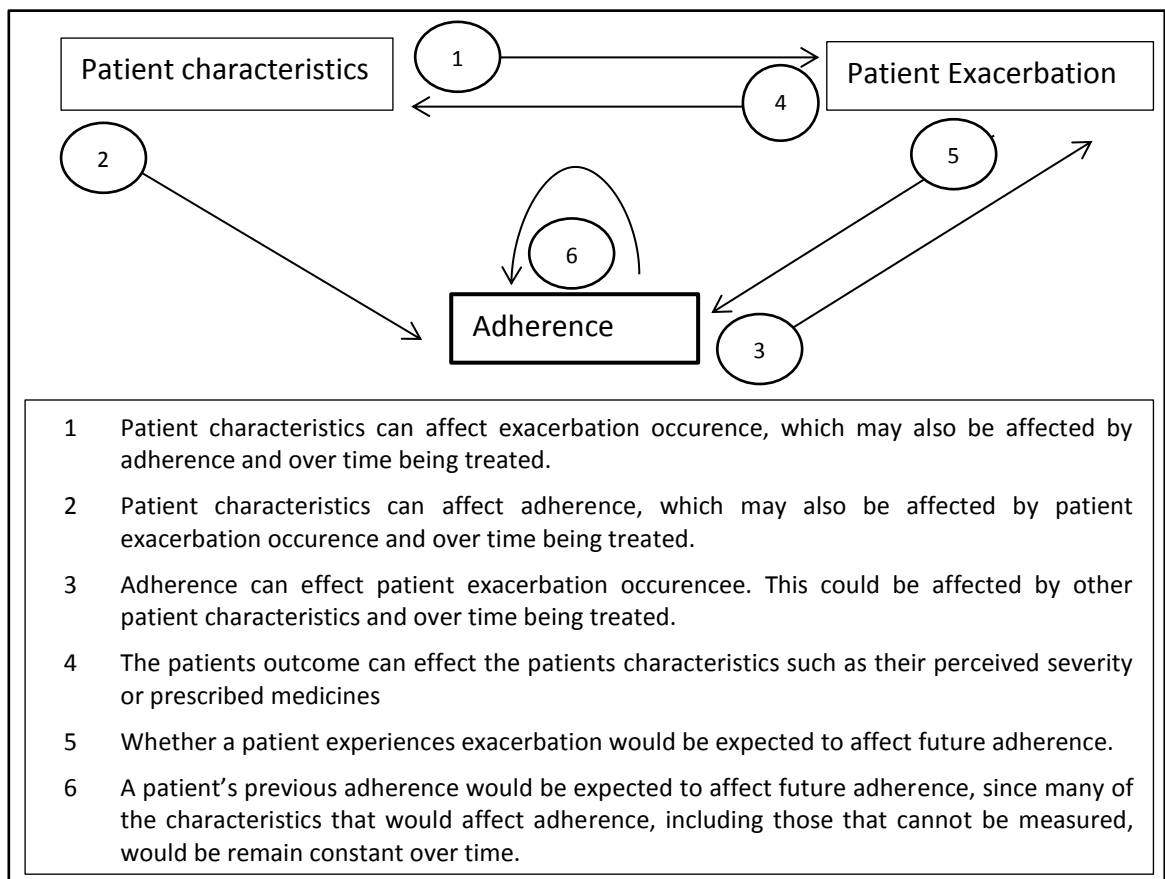 Patient characteristics
1
Patient Exacerbation
4
2
5
6
Adherence
3
1 Patient characteristics can affect exacerbation occurence, which may also be affected by
adherence and over time being treated.
2 Patient characteristics can affect adherence, which may also be affected by patient
exacerbation occurence and over time being treated.
3 Adherence can effect patient exacerbation occurencee. This could be affected by other
patient characteristics and over time being treated.
4 The patients outcome can effect the patients characteristics such as their perceived severity
or prescribed medicines
5 Whether a patient experiences exacerbation would be expected to affect future adherence.
6 A patient’s previous adherence would be expected to affect future adherence, since many of
the characteristics that would affect adherence, including those that cannot be measured,
would be remain constant over time.